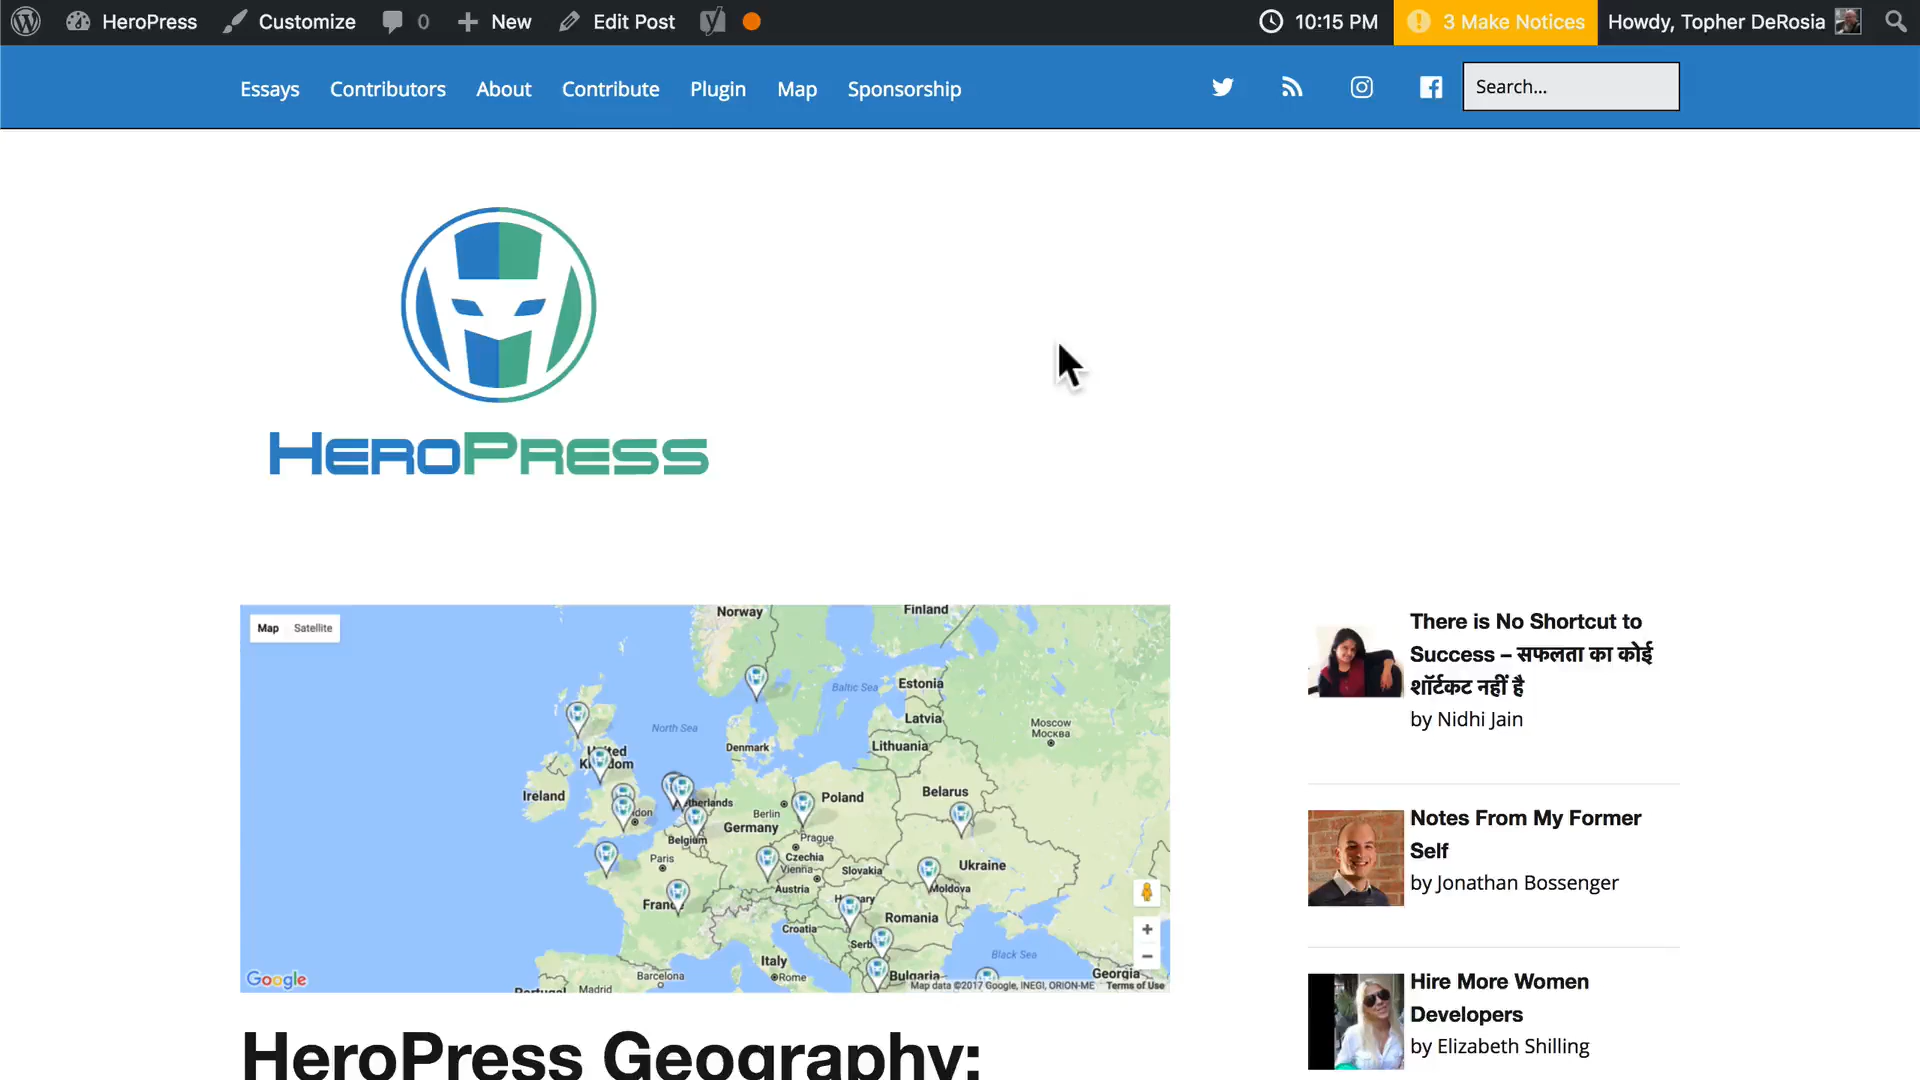 HeroPress
Customize
0
New
Edit Post
10:15 PM
3 Make Notices
Howdy, Topher DeRosia
Essays
Contributors
About
Contribute
Plugin
Map
Sponsorship
Search...
HEROPRESS
Map
Satellite
Norway
Finland
Estonia
Baltic Sea
Latvia
Moscow
Москва
North Sea
Denmark
Lithuania
United
Kingdom
Ireland
Belarus
Poland
Berlin
Germany
Belgium
Prague
Czechia
Paris
Vienna
Slovakia
Ukraine
Austria
Moldova
France
Romania
Croatia
Black Sea
Italy
Rome
Barcelona
Madrid
Bulgaria
Georgia
Google
Map data ©2017 Google, INEGI, ORION-ME
Terms of Use
HeroPress Geography:
There is No Shortcut to
Success – सफलता का कोई
शॉर्टकट नहीं है
by Nidhi Jain
Notes From My Former
Self
by Jonathan Bossenger
Hire More Women
Developers
by Elizabeth Shilling